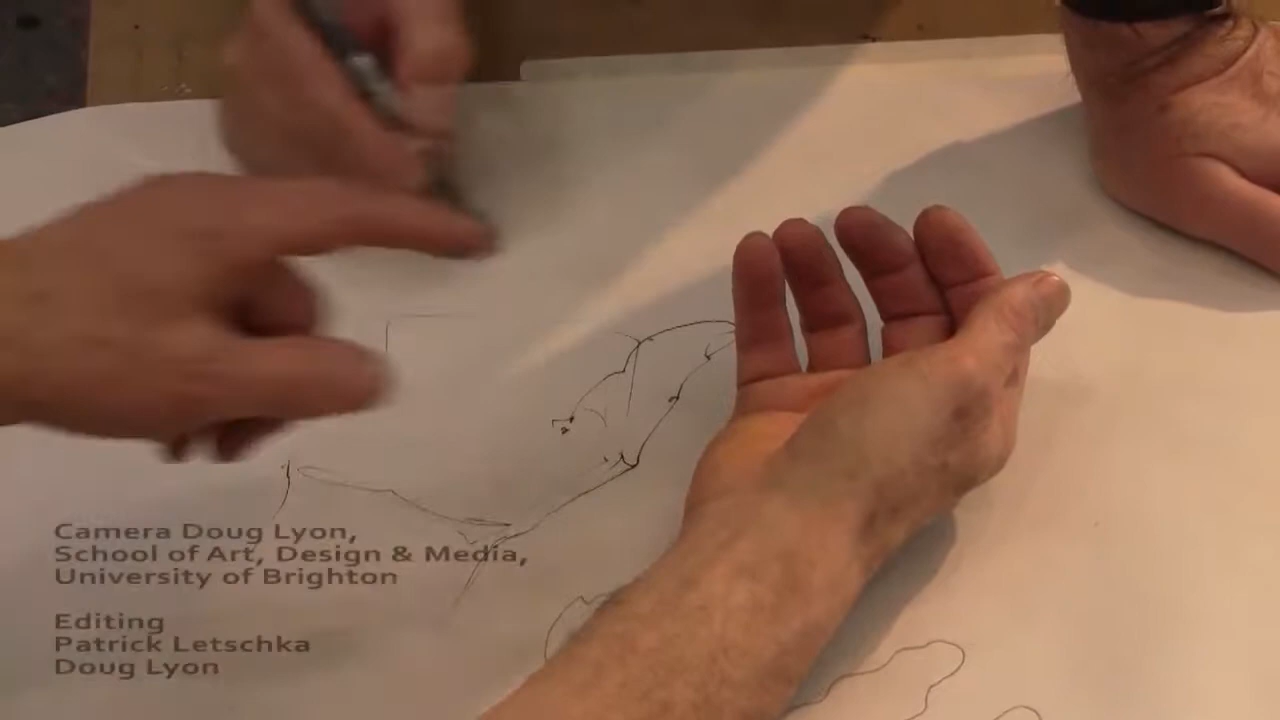 Camera Doug Lyon,
School of Art, Design & Media,
University of Brighton
Editing
Patrick Letschka
Doug Lyon